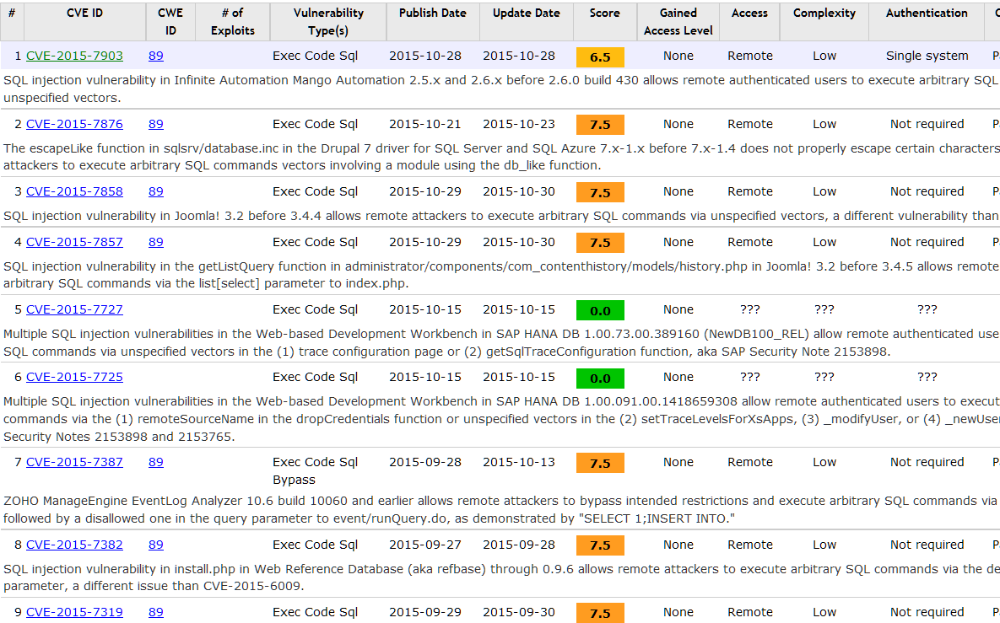 # CVE ID CWE ID # of Exploits Vulnerability Type(s) Publish Date Update Date Score Gained Access Level Access Complexity Authentication
1 CVE-2015-7903 89 Exec Code Sql 2015-10-28 2015-10-28 6.5 None Remote Low Single system
SQL injection vulnerability in Infinite Automation Mango Automation 2.5.x and 2.6.x before 2.6.0 build 430 allows remote authenticated users to execute arbitrary SQL
unspecified vectors.
2 CVE-2015-7876 89 Exec Code Sql 2015-10-21 2015-10-23 7.5 None Remote Low Not required
The escapeLike function in sqlsrv/database.inc in the Drupal 7 driver for SQL Server and SQL Azure 7.x-1.x before 7.x-1.4 does not properly escape certain characters
attackers to execute arbitrary SQL commands vectors involving a module using the db_like function.
3 CVE-2015-7858 89 Exec Code Sql 2015-10-29 2015-10-30 7.5 None Remote Low Not required
SQL injection vulnerability in Joomla! 3.2 before 3.4.4 allows remote attackers to execute arbitrary SQL commands via unspecified vectors, a different vulnerability than
4 CVE-2015-7857 89 Exec Code Sql 2015-10-29 2015-10-30 7.5 None Remote Low Not required
SQL injection vulnerability in the getListQuery function in administrator/components/com_contenthistory/models/history.php in Joomla! 3.2 before 3.4.5 allows remote
arbitrary SQL commands via the list[select] parameter to index.php.
5 CVE-2015-7727 Exec Code Sql 2015-10-15 2015-10-15 0.0 None ??? ??? ???
Multiple SQL injection vulnerabilities in the Web-based Development Workbench in SAP HANA DB 1.00.73.00.389160 (NewDB100_REL) allow remote authenticated use
SQL commands via unspecified vectors in the (1) trace configuration page or (2) getSqlTraceConfiguration function, aka SAP Security Note 2153898.
6 CVE-2015-7725 Exec Code Sql 2015-10-15 2015-10-15 0.0 None ??? ??? ???
Multiple SQL injection vulnerabilities in the Web-based Development Workbench in SAP HANA DB 1.00.091.00.1418659308 allow remote authenticated users to execut
commands via the (1) remoteSourceName in the dropCredentials function or unspecified vectors in the (2) setTraceLevelsForXsApps, (3) _modifyUser, or (4) _newUse
Security Notes 2153898 and 2153765.
7 CVE-2015-7387 89 Exec Code Sql Bypass 2015-09-28 2015-10-13 7.5 None Remote Low Not required
ZOHO ManageEngine EventLog Analyzer 10.6 build 10060 and earlier allows remote attackers to bypass intended restrictions and execute arbitrary SQL commands via
followed by a disallowed one in the query parameter to event/runQuery.do, as demonstrated by "SELECT 1;INSERT INTO."
8 CVE-2015-7382 89 Exec Code Sql 2015-09-27 2015-09-28 7.5 None Remote Low Not required
SQL injection vulnerability in install.php in Web Reference Database (aka refbase) through 0.9.6 allows remote attackers to execute arbitrary SQL commands via the de
parameter, a different issue than CVE-2015-6009.
9 CVE-2015-7319 89 Exec Code Sql 2015-09-29 2015-09-30 7.5 None Remote Low Not required